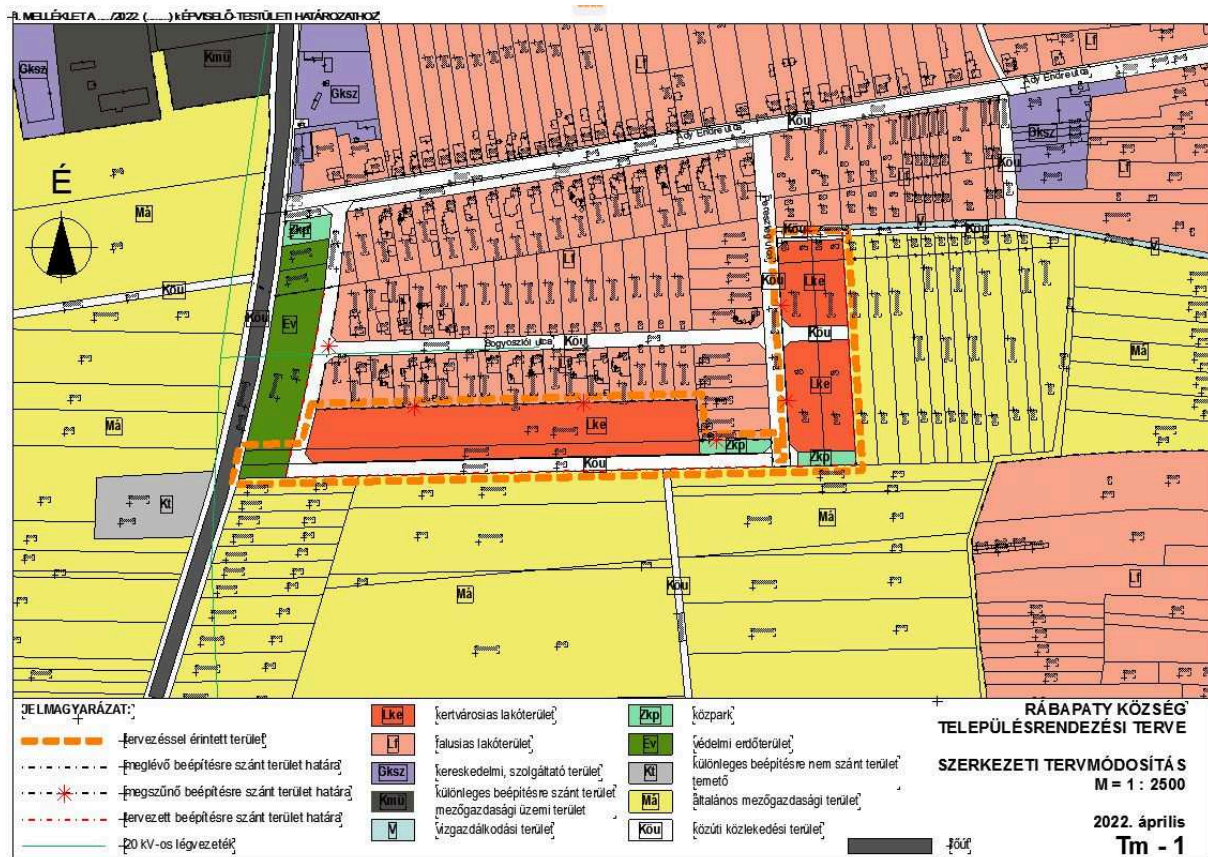 1. MELLÉKLET A ..../2022 (........) KÉPVISELŐ-TESTÜLETI HATÁROZATHOZ
Gksz
Kmü
Gksz
Lf
Lf
Ady Endre utca
Ady Endre utca
Köu
Gksz
Köu
Lf
Lf
É
Má
Zkp
Köu
Köu
Ev
Lf
Köu
V
Köu
V
Köu
Lke
Bogyoszlói utca
Köu
Köu
Lf
Má
Lke
Má
Lke
Zkp
Zkp
Köu
Kt
Má
Má
Köu
Lf
JELMAGYARÁZAT:
tervezéssel érintett terület
meglévő beépítésre szánt terület határa
megszűnő beépítésre szánt terület határa
tervezett beépítésre szánt terület határa
20 kV-os légvezeték
Lke kertvárosias lakóterület
Lf falusias lakóterület
Gksz kereskedelmi, szolgáltató terület
Kmü különleges beépítésre szánt terület
mezőgazdasági üzemi terület
V vízgazdálkodási terület
Zkp közpark
Ev védelmi erdőterület
Kt különleges beépítésre nem szánt terület
temető
Má általános mezőgazdasági terület
Köu közúti közlekedési terület
főút
RÁBAPATY KÖZSÉG
TELEPÜLÉSRENDEZÉSI TERVE
SZERKEZETI TERVMÓDOSÍTÁS
M = 1 : 2500
2022. április
Tm - 1